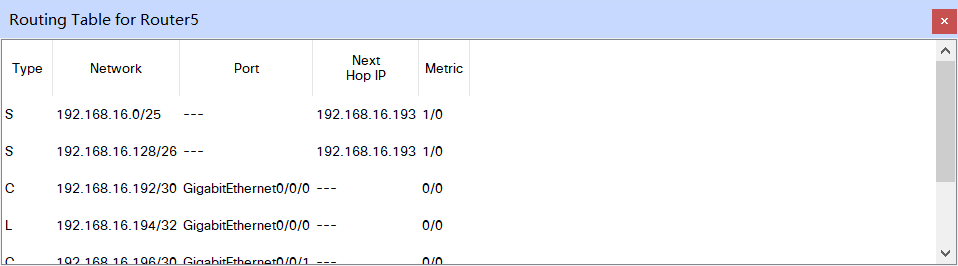 Routing Table for Router5
×
Type Network Port Next Hop IP Metric
S 192.168.16.0/25 --- 192.168.16.193 1/0
S 192.168.16.128/26 --- 192.168.16.193 1/0
C 192.168.16.192/30 GigabitEthernet0/0/0 --- 0/0
L 192.168.16.194/32 GigabitEthernet0/0/0 --- 0/0
C 192.168.16.196/30 GigabitEthernet0/0/1 --- 0/0